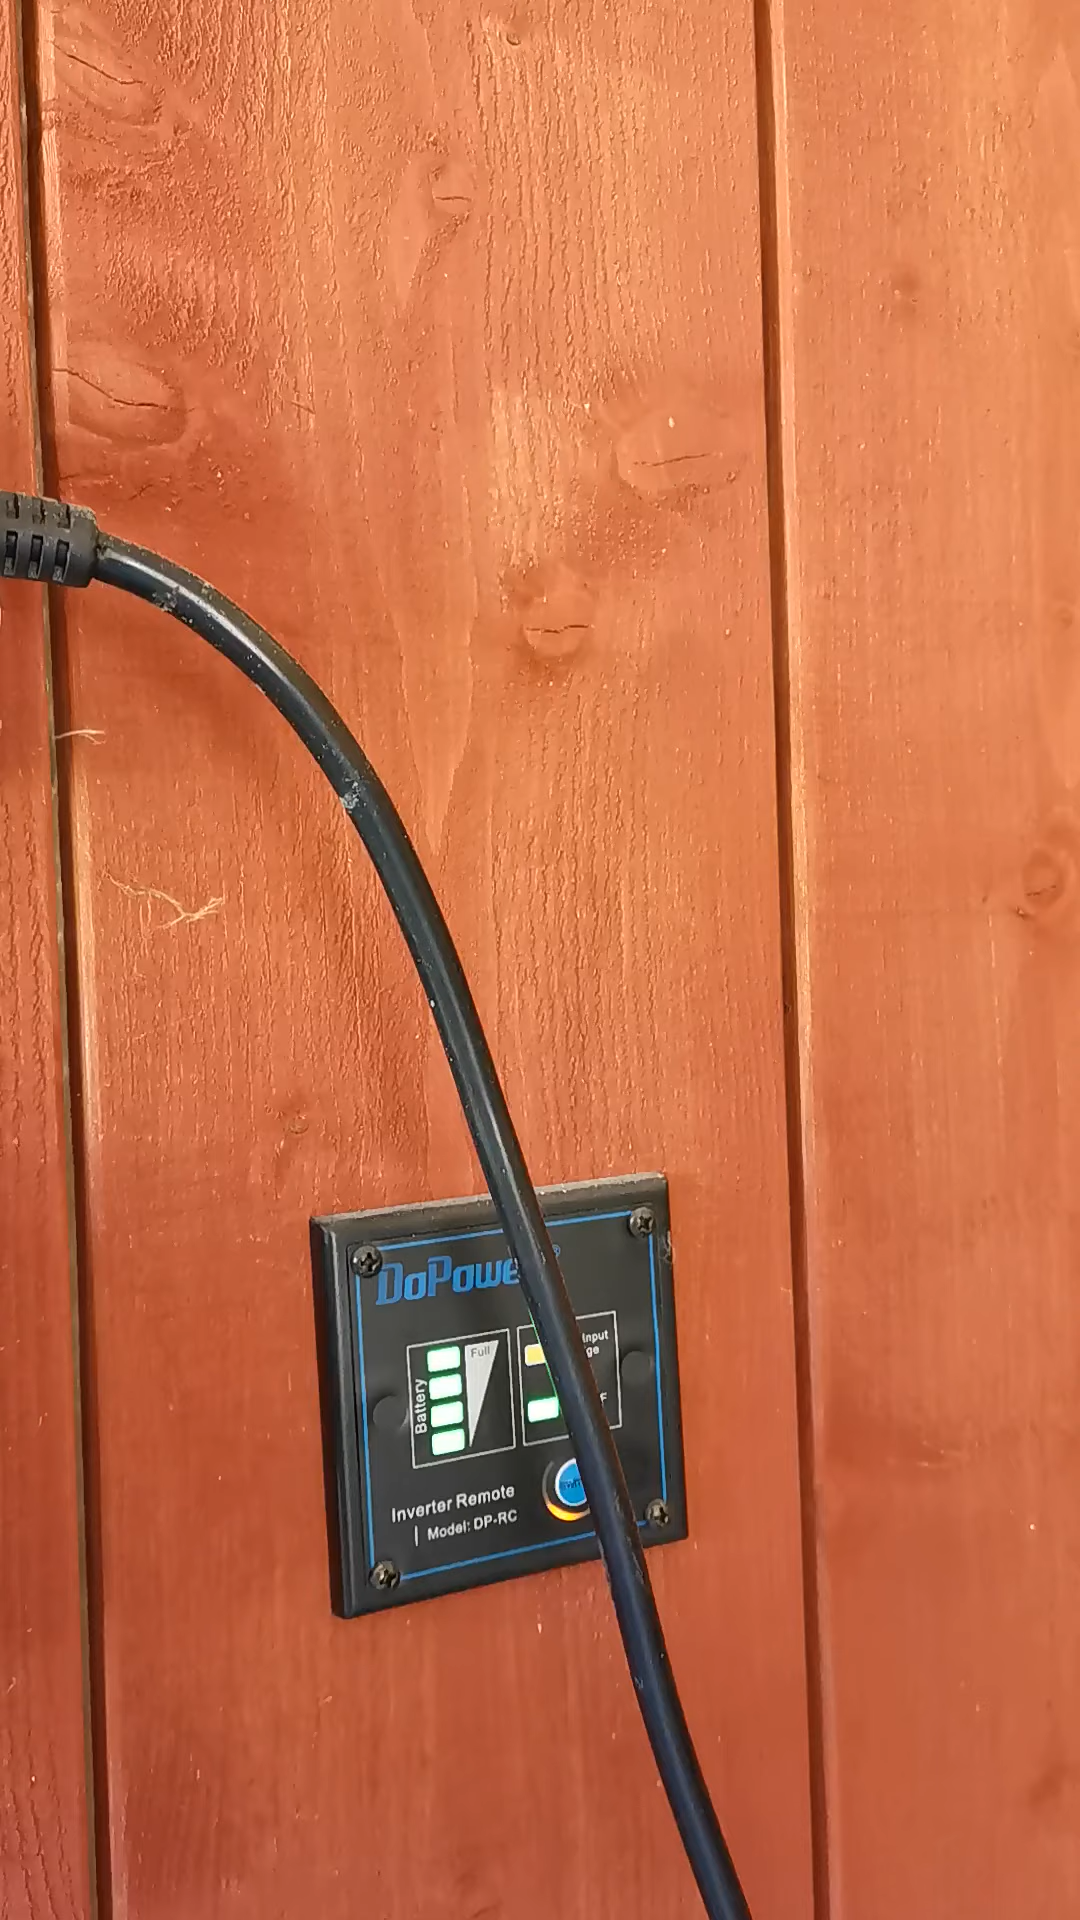 DoPowe
Full
Battery
Input
ge
F
Inverter Remote
Model: DP-RC